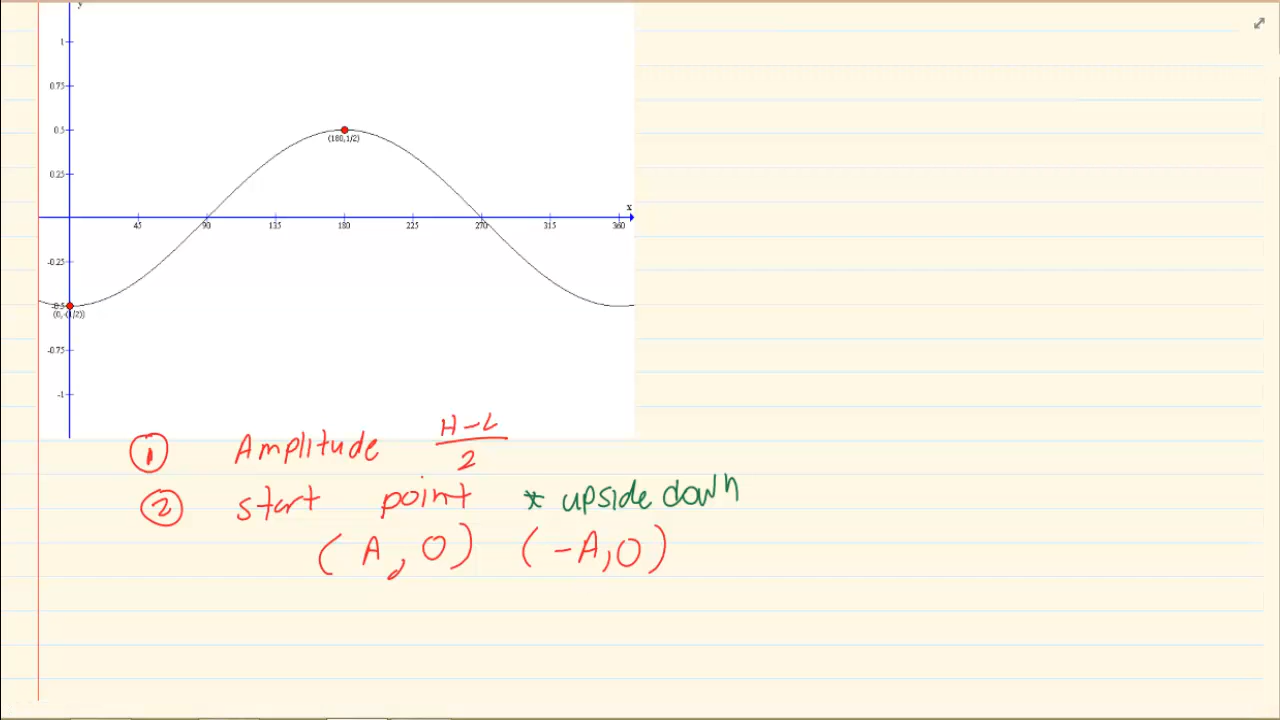 y
1
0.75
0.5
(180,1/2)
0.25
x
45 90 135 180 225 270 315 360
-0.25
-0.5
(0,-(1/2))
-0.75
-1
① Amplitude H-L/2
② start point * upside down
(A, 0) (-A, 0)